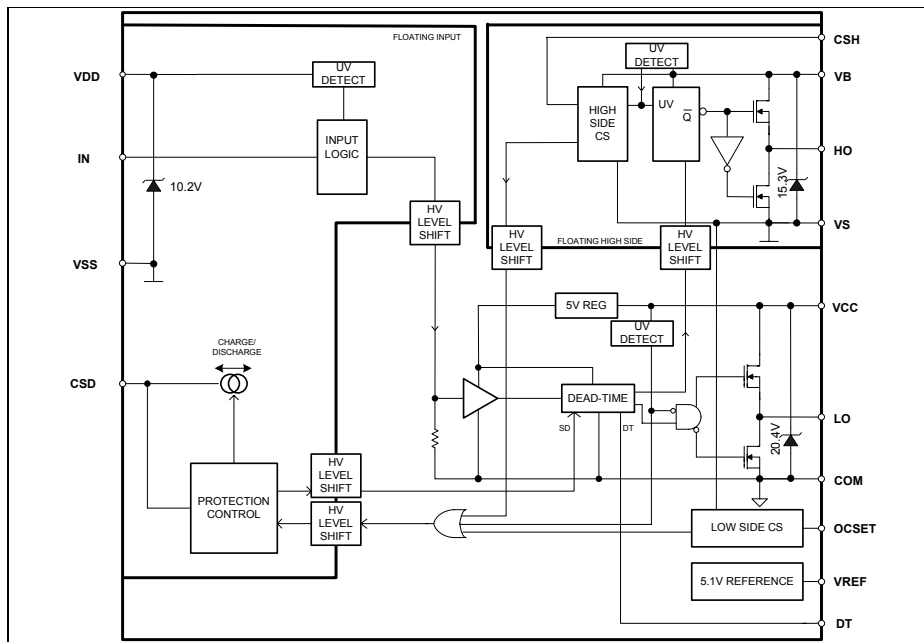 FLOATING INPUT
CSH
UV
DETECT
VDD
UV
DETECT
VB
HIGH
SIDE
CS
UV
Q
INPUT
LOGIC
IN
HO
10.2V
15.3V
HV
LEVEL
SHIFT
VS
HV
LEVEL
SHIFT
FLOATING HIGH SIDE
HV
LEVEL
SHIFT
VSS
5V REG
VCC
UV
DETECT
CHARGE/
DISCHARGE
CSD
DEAD-TIME
SD
DT
LO
20.4V
HV
LEVEL
SHIFT
COM
PROTECTION
CONTROL
HV
LEVEL
SHIFT
LOW SIDE CS
OCSET
5.1V REFERENCE
VREF
DT